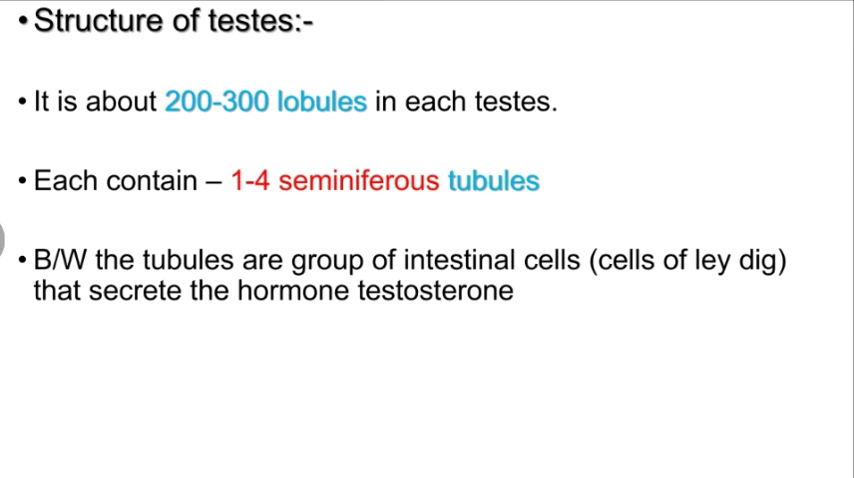 • Structure of testes:-
• It is about 200-300 lobules in each testes.
• Each contain – 1-4 seminiferous tubules
• B/W the tubules are group of intestinal cells (cells of ley dig)
that secrete the hormone testosterone